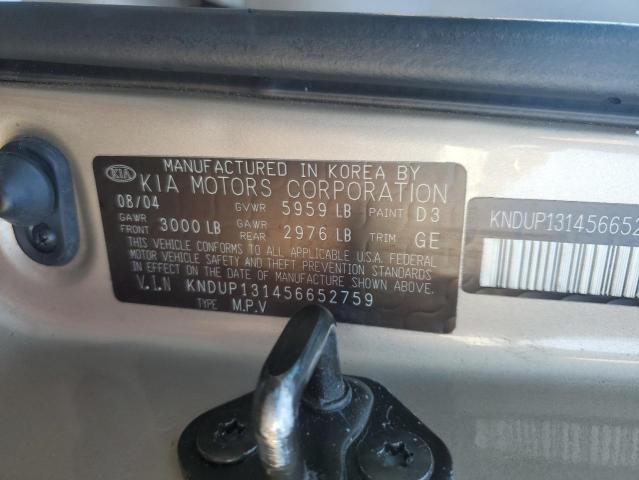 KIA
MANUFACTURED IN KOREA BY
KIA MOTORS CORPORATION
08/04 GVWR 5959 LB PAINT D3
GAWR FRONT 3000 LB GAWR REAR 2976 LB TRIM GE
THIS VEHICLE CONFORMS TO ALL APPLICABLE U.S.A. FEDERAL
MOTOR VEHICLE SAFETY AND THEFT PREVENTION STANDARDS
IN EFFECT ON THE DATE OF MANUFACTURE SHOWN ABOVE.
V.I.N KNDUP131456652759
TYPE M.P.V
KNDUP131456652